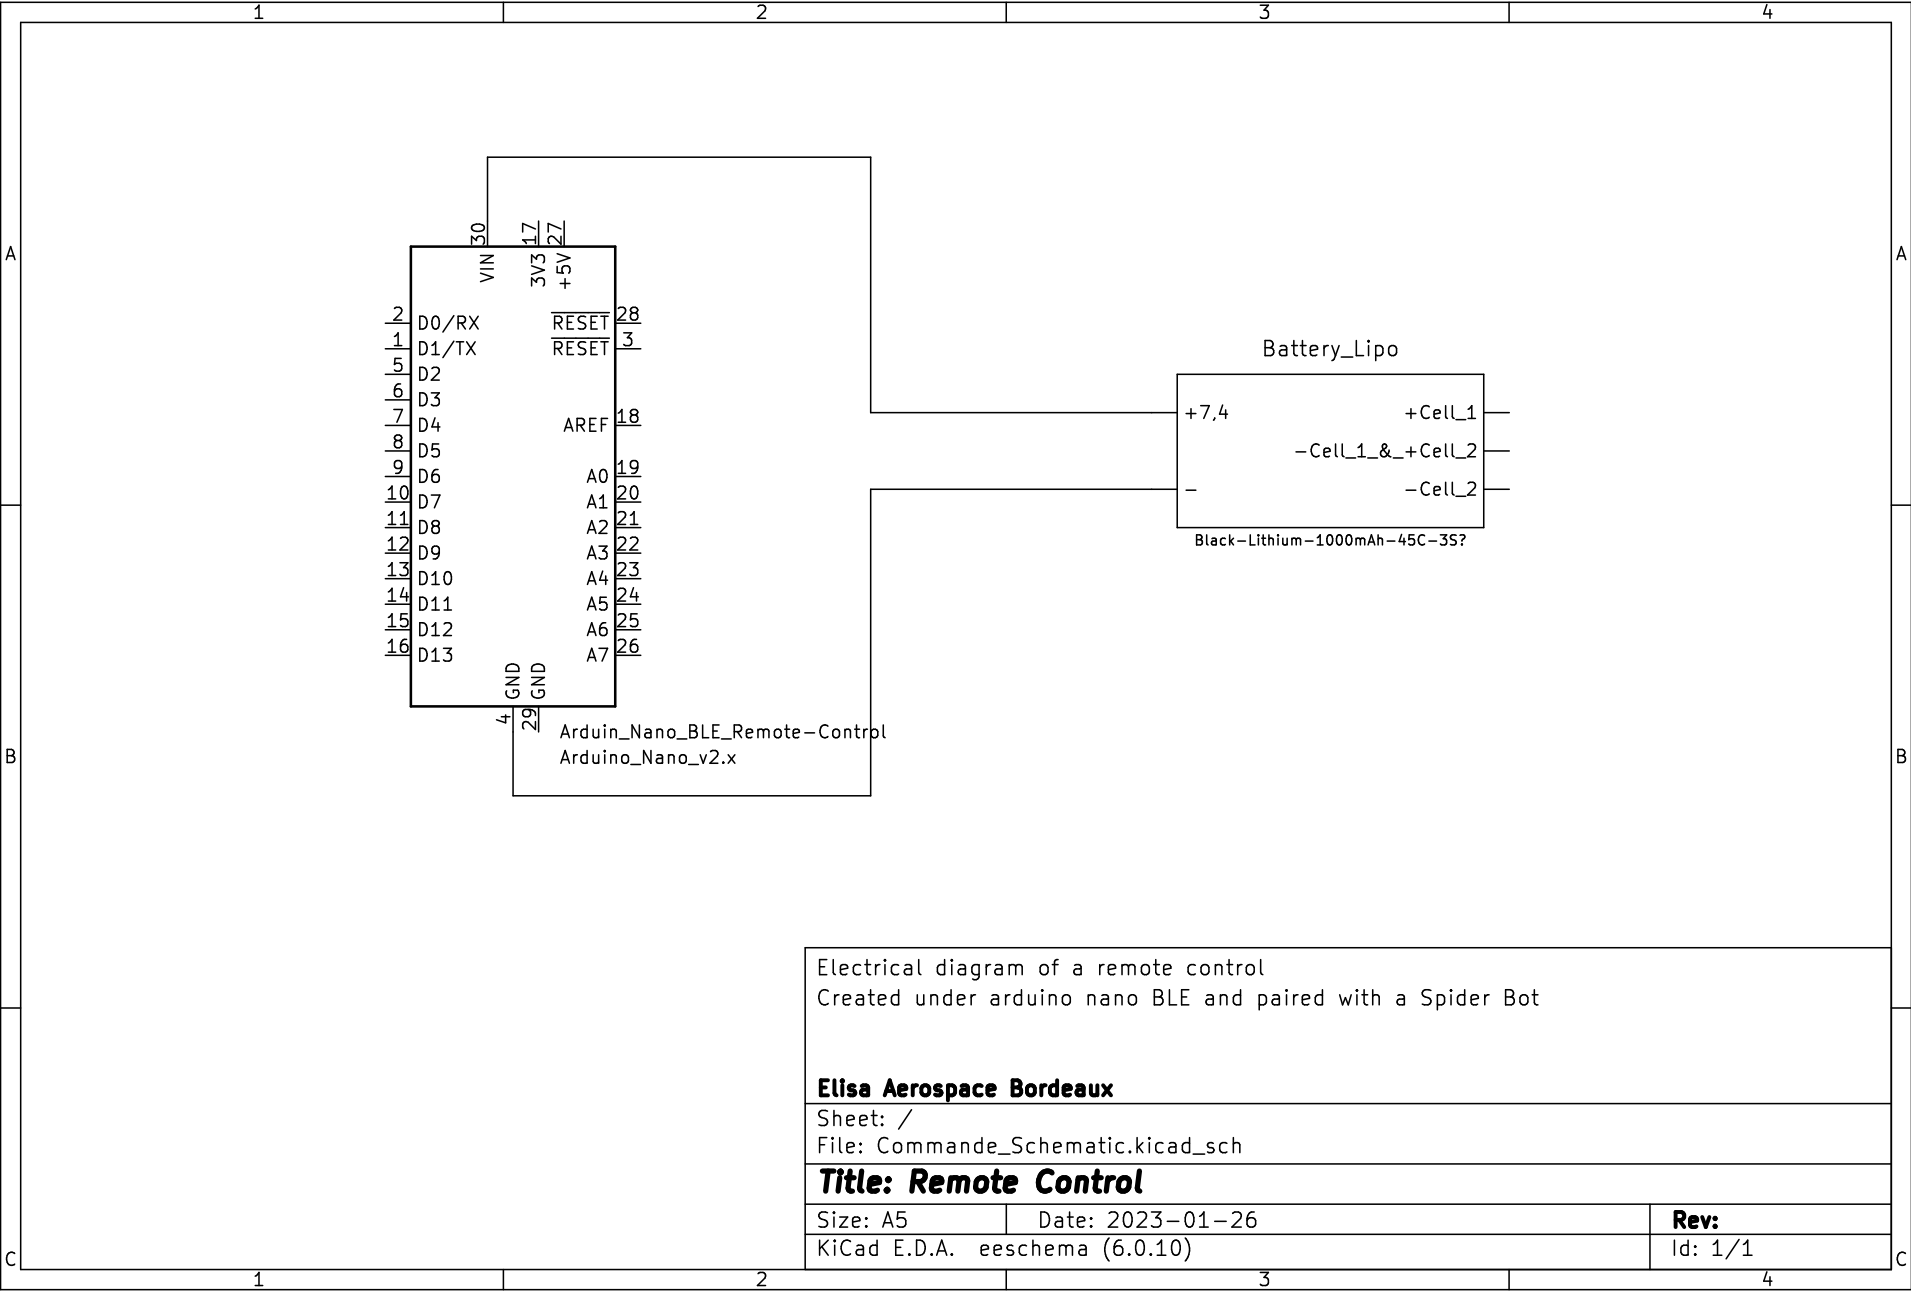 1 2 3 4
A A
B B
C C
30 17 27
VIN 3V3 +5V
2 D0/RX RESET 28
1 D1/TX RESET 3
5 D2
6 D3
7 D4 AREF 18
8 D5
9 D6 A0 19
10 D7 A1 20
11 D8 A2 21
12 D9 A3 22
13 D10 A4 23
14 D11 A5 24
15 D12 A6 25
16 D13 A7 26
GND GND
4 29
Arduin_Nano_BLE_Remote-Control
Arduino_Nano_v2.x
Battery_Lipo
+7,4 +Cell_1
-Cell_1_&_+Cell_2
- -Cell_2
Black-Lithium-1000mAh-45C-3S?
Electrical diagram of a remote control
Created under arduino nano BLE and paired with a Spider Bot
Elisa Aerospace Bordeaux
Sheet: /
File: Commande_Schematic.kicad_sch
Title: Remote Control
Size: A5 Date: 2023-01-26 Rev:
KiCad E.D.A. eeschema (6.0.10) Id: 1/1
1 2 3 4